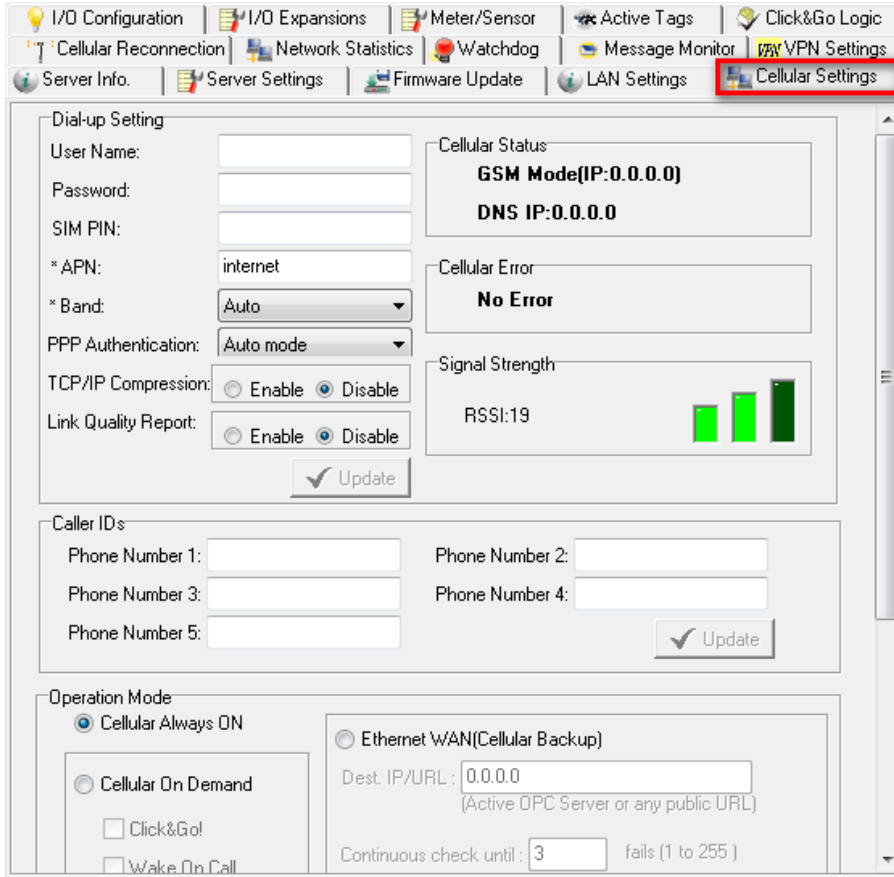 I/O Configuration I/O Expansions Meter/Sensor Active Tags Click&Go Logic
Cellular Reconnection Network Statistics Watchdog Message Monitor VPN VPN Settings
Server Info. Server Settings Firmware Update LAN Settings Cellular Settings
Dial-up Setting
User Name:
Password:
SIM PIN:
* APN: internet
* Band: Auto
PPP Authentication: Auto mode
TCP/IP Compression: Enable Disable
Link Quality Report: Enable Disable
Update
Cellular Status
GSM Mode(IP:0.0.0.0)
DNS IP:0.0.0.0
Cellular Error
No Error
Signal Strength
RSSI:19
Caller IDs
Phone Number 1: Phone Number 2:
Phone Number 3: Phone Number 4:
Phone Number 5:
Update
Operation Mode
Cellular Always ON
Cellular On Demand
Click&Go!
Wake On Call
Ethernet WAN(Cellular Backup)
Dest. IP/URL : 0.0.0.0
(Active OPC Server or any public URL)
Continuous check until : 3 fails (1 to 255 )